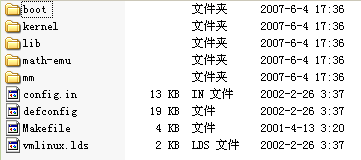 boot 文件夹 2007-6-4 17:36
kernel 文件夹 2007-6-4 17:36
lib 文件夹 2007-6-4 17:36
math-emu 文件夹 2007-6-4 17:36
mm 文件夹 2007-6-4 17:36
config.in 13 KB IN 文件 2002-2-26 3:37
defconfig 19 KB 文件 2002-2-26 3:37
Makefile 4 KB 文件 2001-4-13 3:20
vmlinux.lds 2 KB LDS 文件 2002-2-26 3:37